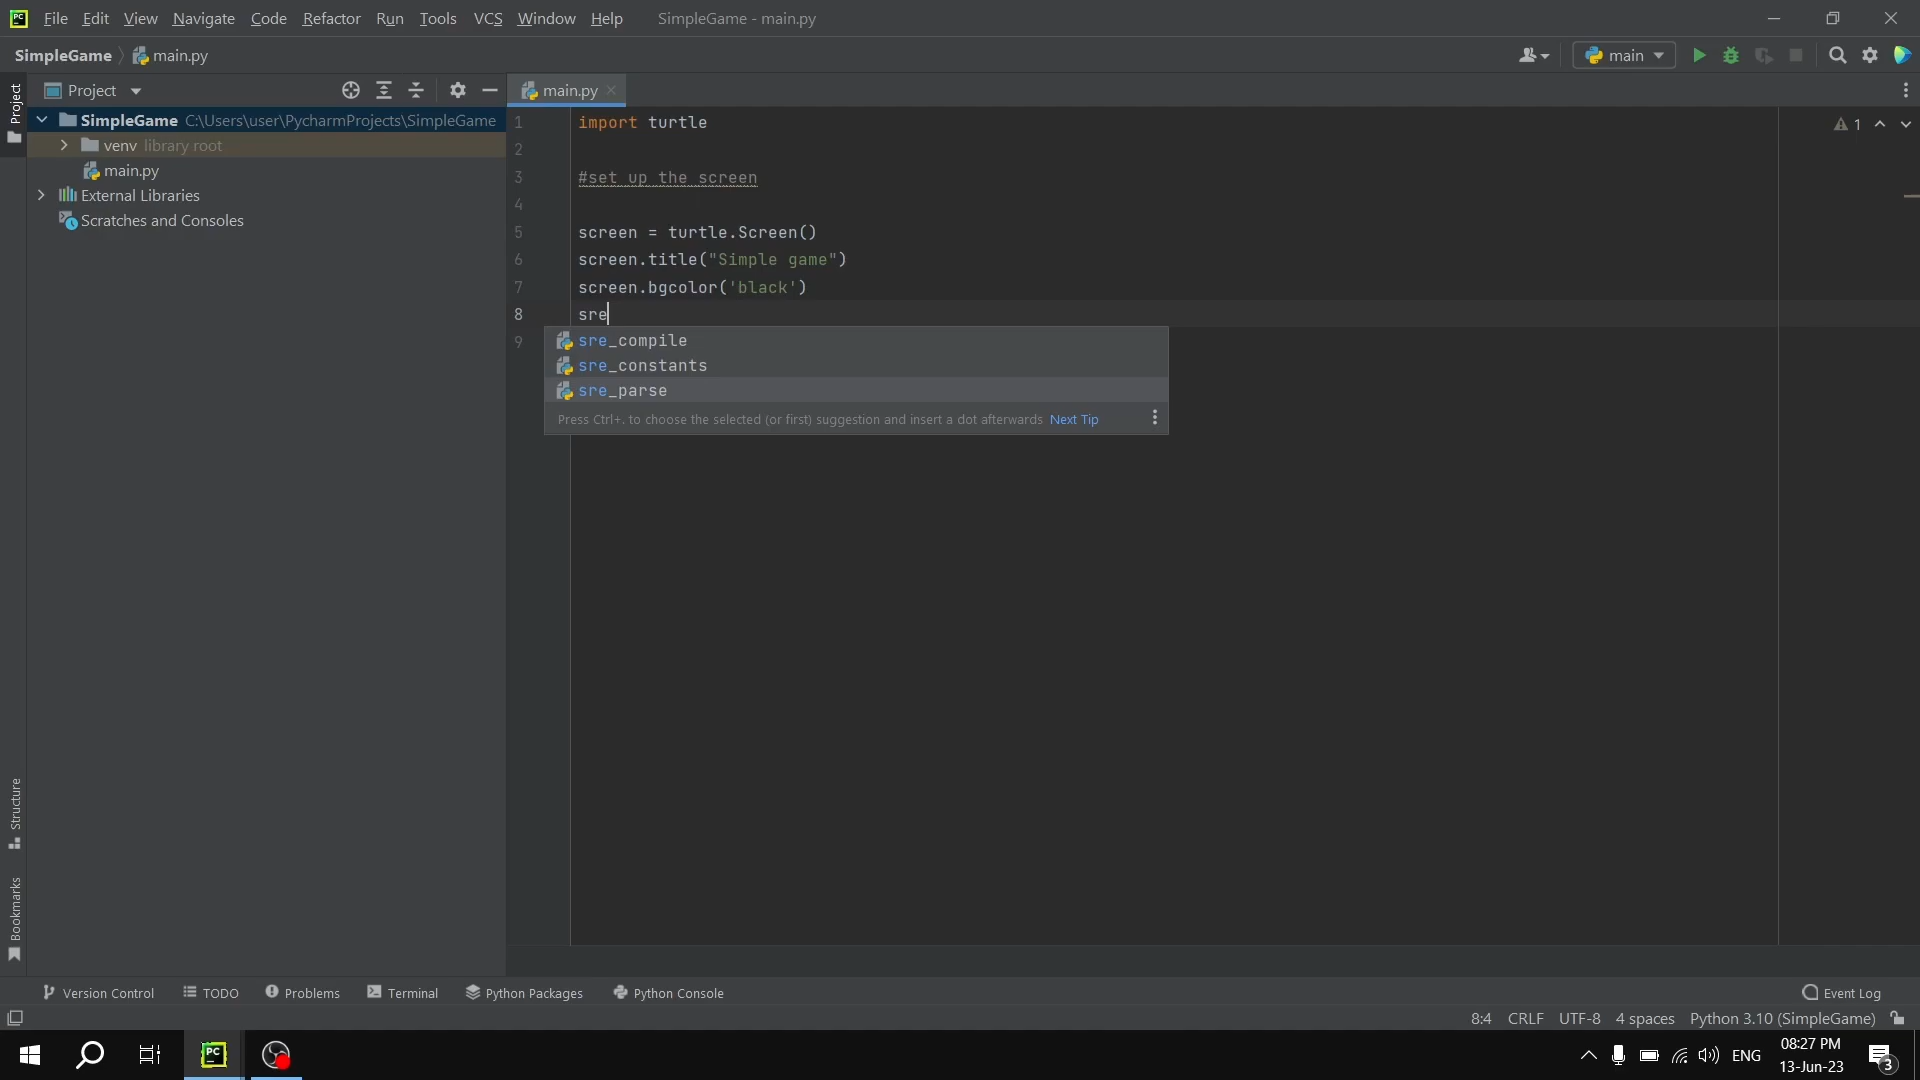 PC File Edit View Navigate Code Refactor Run Tools VCS Window Help SimpleGame - main.py
SimpleGame main.py main
Project main.py
Project
SimpleGame C:\Users\user\PycharmProjects\SimpleGame
venv library root
main.py
External Libraries
Scratches and Consoles
1 import turtle
2
3 #set up the screen
4
5 screen = turtle.Screen()
6 screen.title("Simple game")
7 screen.bgcolor('black')
8 sre
9
1
sre_compile
sre_constants
sre_parse
Press Ctrl+. to choose the selected (or first) suggestion and insert a dot afterwards Next Tip
Structure
Bookmarks
Version Control TODO Problems Terminal Python Packages Python Console Event Log
8:4 CRLF UTF-8 4 spaces Python 3.10 (SimpleGame)
PC ENG 08:27 PM
13-Jun-23 3